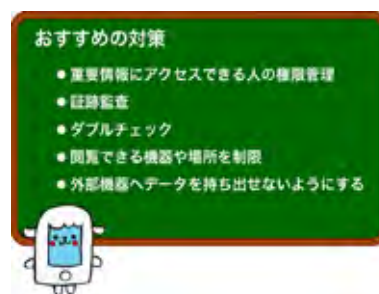 おすすめの対策
●重要情報にアクセスできる人の権限管理
●証跡監査
●ダブルチェック
●閲覧できる機器や場所を制限
●外部機器へデータを持ち出せないようにする